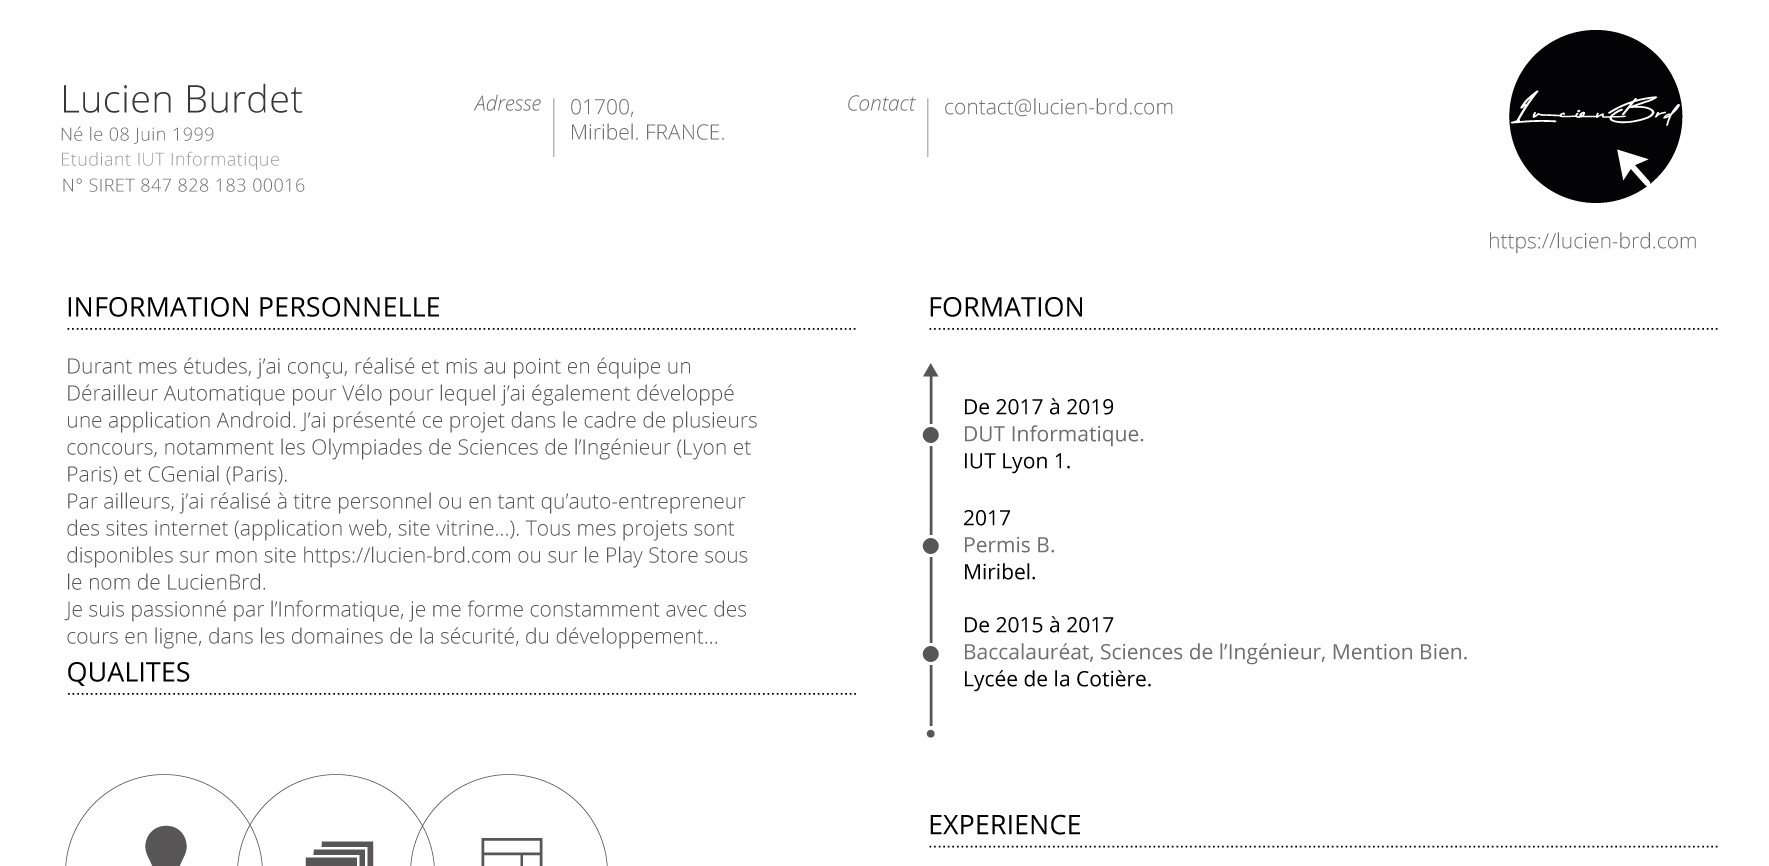 Lucien Burdet
Né le 08 Juin 1999
Etudiant IUT Informatique
N° SIRET 847 828 183 00016
Adresse
01700,
Miribel. FRANCE.
Contact
contact@lucien-brd.com
LucienBrd
https://lucien-brd.com
INFORMATION PERSONNELLE
Durant mes études, j’ai conçu, réalisé et mis au point en équipe un
Dérailleur Automatique pour Vélo pour lequel j’ai également développé
une application Android. J’ai présenté ce projet dans le cadre de plusieurs
concours, notamment les Olympiades de Sciences de l’Ingénieur (Lyon et
Paris) et CGenial (Paris).
Par ailleurs, j’ai réalisé à titre personnel ou en tant qu’auto-entrepreneur
des sites internet (application web, site vitrine...). Tous mes projets sont
disponibles sur mon site https://lucien-brd.com ou sur le Play Store sous
le nom de LucienBrd.
Je suis passionné par l’Informatique, je me forme constamment avec des
cours en ligne, dans les domaines de la sécurité, du développement...
QUALITES
FORMATION
De 2017 à 2019
DUT Informatique.
IUT Lyon 1.
2017
Permis B.
Miribel.
De 2015 à 2017
Baccalauréat, Sciences de l’Ingénieur, Mention Bien.
Lycée de la Cotière.
EXPERIENCE